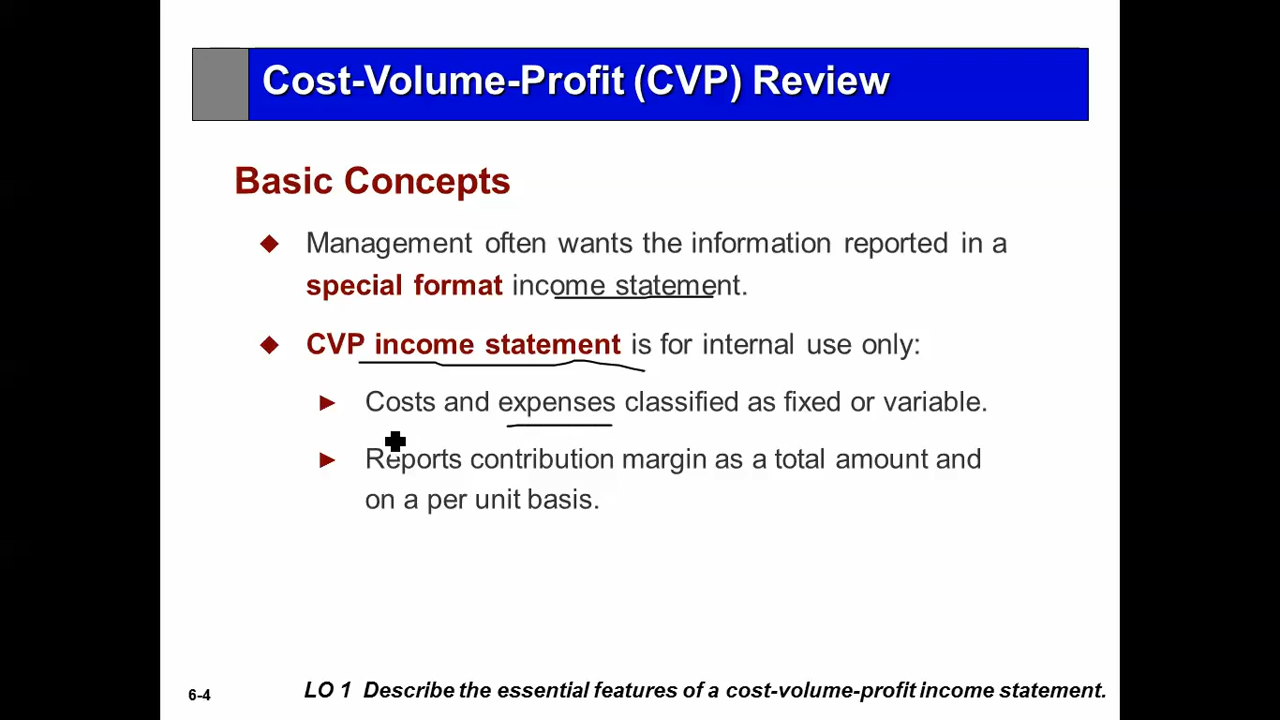 Cost-Volume-Profit (CVP) Review
Basic Concepts
Management often wants the information reported in a
special format income statement.
CVP income statement is for internal use only:
Costs and expenses classified as fixed or variable.
Reports contribution margin as a total amount and
on a per unit basis.
6-4
LO 1 Describe the essential features of a cost-volume-profit income statement.